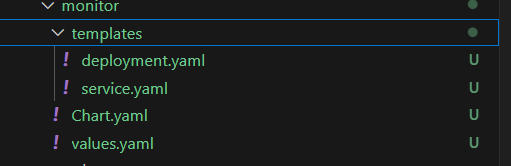 monitor
templates
! deployment.yaml U
! service.yaml U
! Chart.yaml U
! values.yaml U